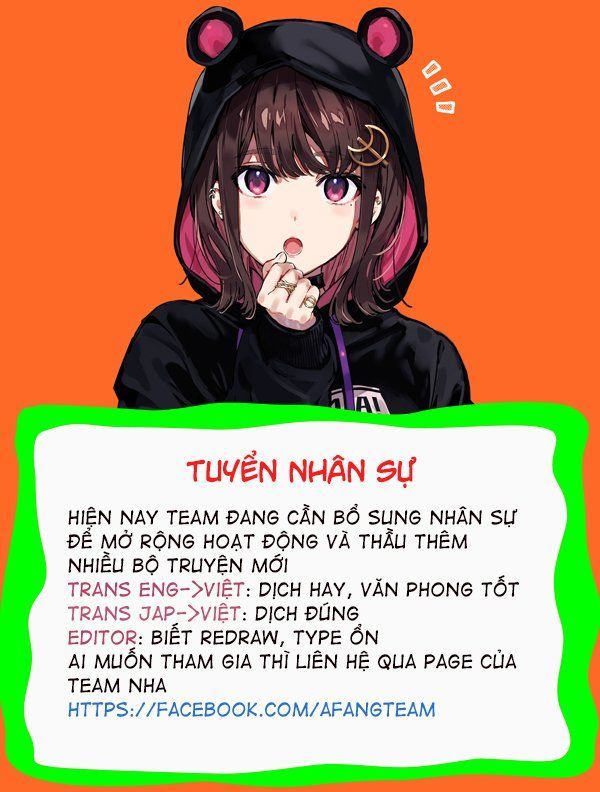 TUYỂN NHÂN SỰ
HIỆN NAY TEAM ĐANG CẦN BỔ SUNG NHÂN SỰ
ĐỂ MỞ RỘNG HOẠT ĐỘNG VÀ THẦU THÊM
NHIỀU BỘ TRUYỆN MỚI
TRANS ENG->VIỆT: DỊCH HAY, VĂN PHONG TỐT
TRANS JAP->VIỆT: DỊCH ĐÚNG
EDITOR: BIẾT REDRAW, TYPE ỔN
AI MUỐN THAM GIA THÌ LIÊN HỆ QUA PAGE CỦA
TEAM NHA
HTTPS://FACEBOOK.COM/AFANGTEAM